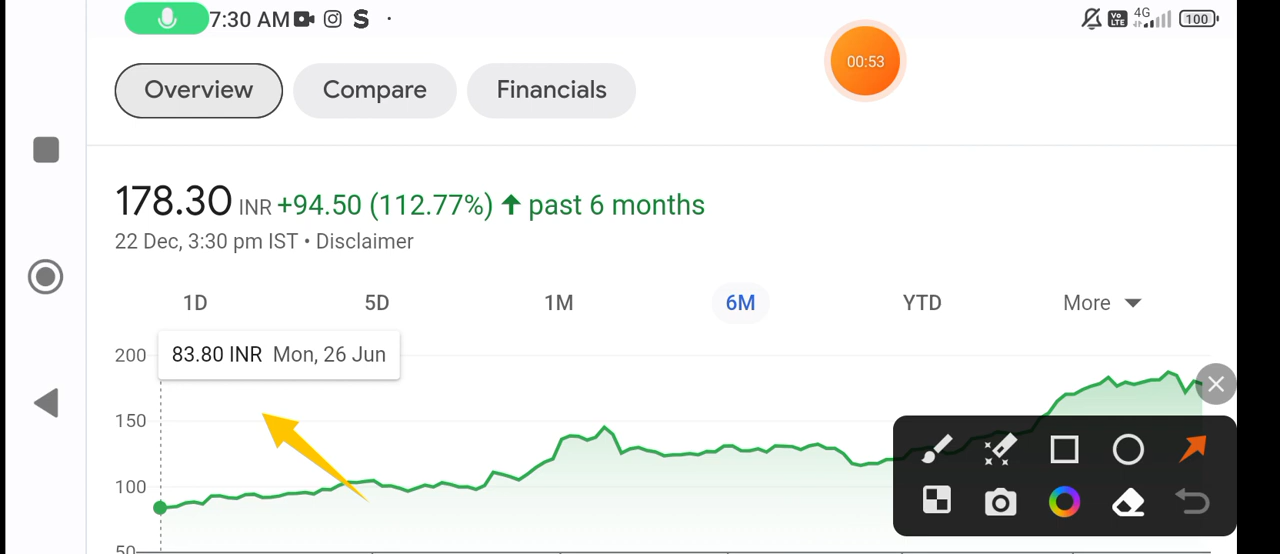 7:30 AM
Vo LTE 4G 100
00:53
Overview Compare Financials
178.30 INR +94.50 (112.77%) ↑ past 6 months
22 Dec, 3:30 pm IST • Disclaimer
1D 5D 1M 6M YTD More
83.80 INR Mon, 26 Jun
200
150
100
50